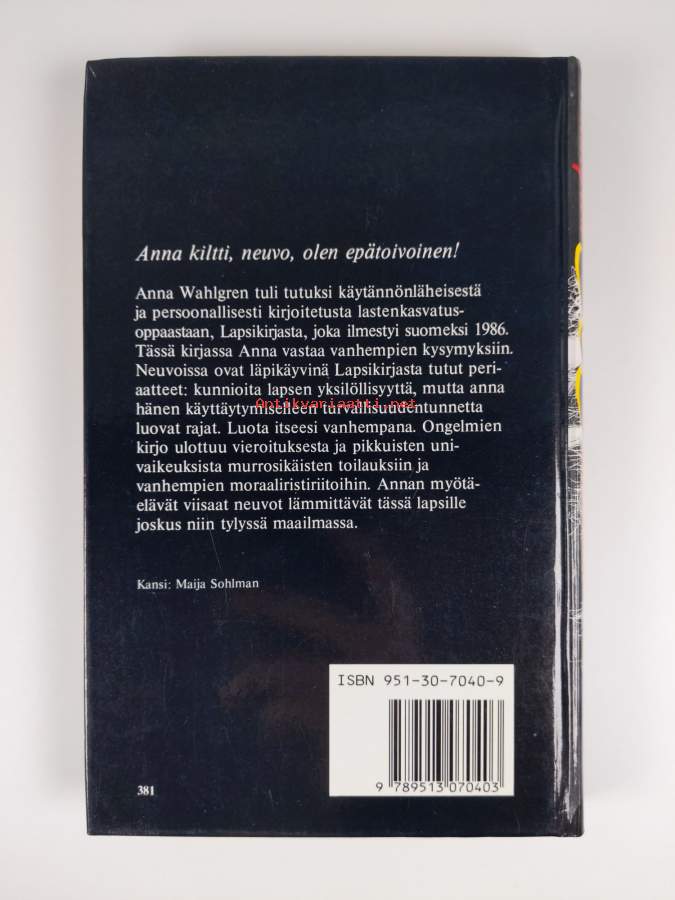 Anna kiltti, neuvo, olen epätoivoinen!
Anna Wahlgren tuli tutuksi käytännönläheisestä
ja persoonallisesti kirjoitetusta lastenkasvatus-
oppaastaan, Lapsikirjasta, joka ilmestyi suomeksi 1986.
Tässä kirjassa Anna vastaa vanhempien kysymyksiin.
Neuvoissa ovat läpikäyvinä Lapsikirjasta tutut peri-
aatteet: kunnioita lapsen yksilöllisyyttä, mutta anna
Antikvariaatti.net
hänen käyttäytymiselleen turvallisuudentunnetta
luovat rajat. Luota itseesi vanhempana. Ongelmien
kirjo ulottuu vieroituksesta ja pikkuisten uni-
vaikeuksista murrosikäisten toilauksiin ja
vanhempien moraaliristiriitoihin. Annan myötä-
elävät viisaat neuvot lämmittävät tässä lapsille
joskus niin tylyssä maailmassa.
Kansi: Maija Sohlman
ISBN 951-30-7040-9
9 789513 070403
381